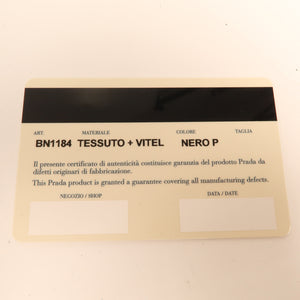 ART. MATERIALE COLORE TAGLIA
BN1184 TESSUTO + VITEL NERO P
Il presente certificato di autenticità costituisce garanzia del prodotto Prada da
difetti originari di fabbricazione.
This Prada product is granted a guarantee covering all manufacturing defects.
NEGOZIO / SHOP DATA / DATE